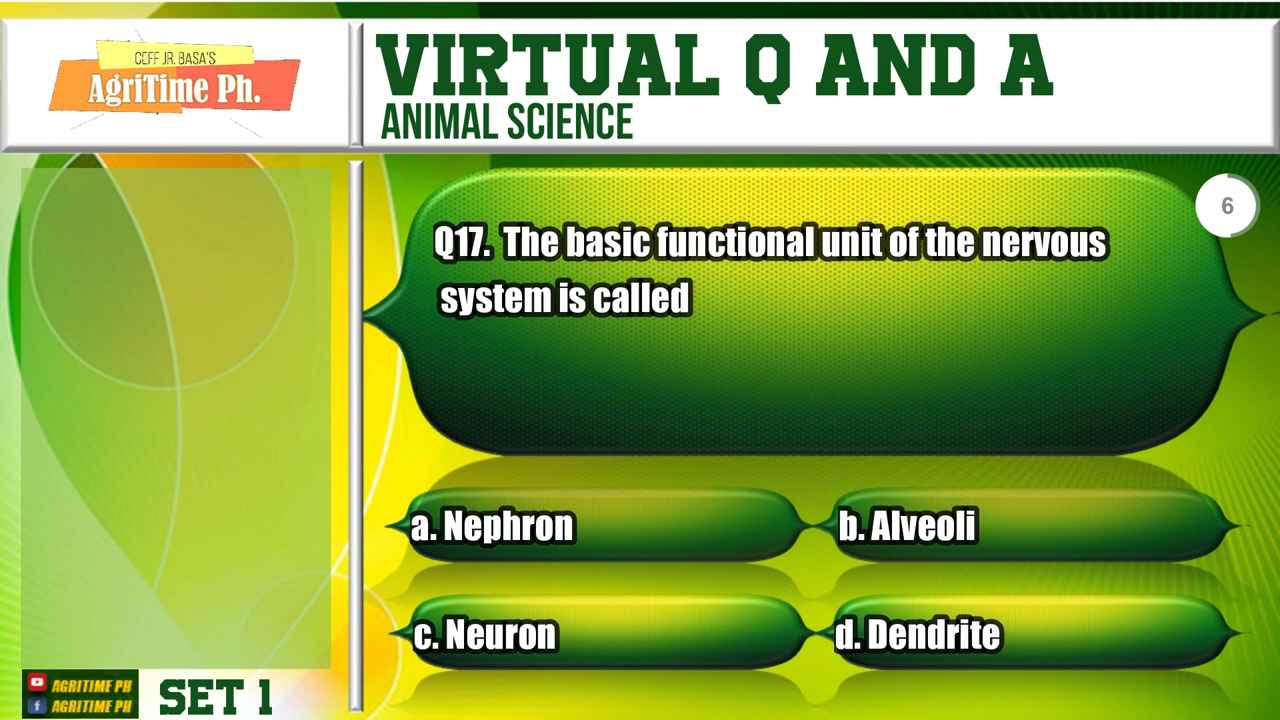 CEFF JR. BASA'S
AgriTime Ph.
VIRTUAL Q AND A
ANIMAL SCIENCE
6
Q17. The basic functional unit of the nervous
system is called
a. Nephron
b. Alveoli
c. Neuron
d. Dendrite
AGRITIME PH
AGRITIME PH
SET 1